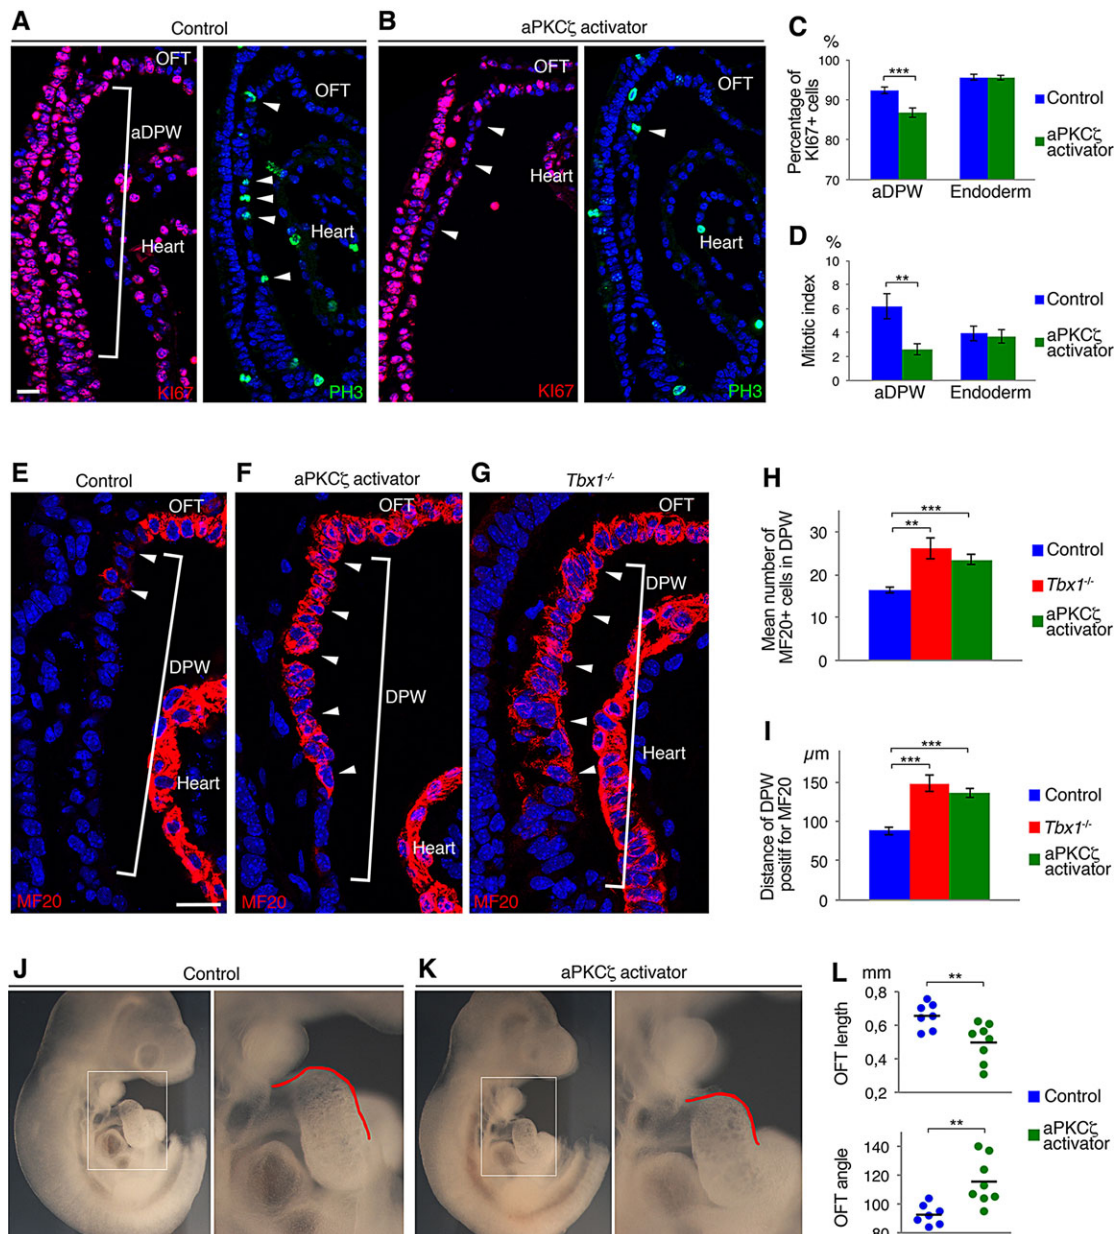 A
Control
OFT
aDPW
Heart
KI67
OFT
Heart
PH3
B
aPKCζ activator
OFT
Heart
KI67
OFT
Heart
PH3
C
%
Percentage of
KI67+ cells
100
90
80
70
***
aDPW
Endoderm
Control
aPKCζ
activator
D
%
Mitotic index
10
8
6
4
2
0
**
aDPW
Endoderm
Control
aPKCζ
activator
E
Control
OFT
DPW
Heart
MF20
F
aPKCζ activator
OFT
DPW
Heart
MF20
G
Tbx1-/-
OFT
DPW
Heart
MF20
H
Mean number of
MF20+ cells in DPW
30
20
10
0
***
**
Control
Tbx1-/-
aPKCζ
activator
I
µm
Distance of DPW
positif for MF20
150
100
50
0
***
***
Control
Tbx1-/-
aPKCζ
activator
J
Control
K
aPKCζ activator
L
mm
OFT length
0,8
0,6
0,4
0,2
**
OFT angle
140
120
100
80
**
Control
aPKCζ
activator